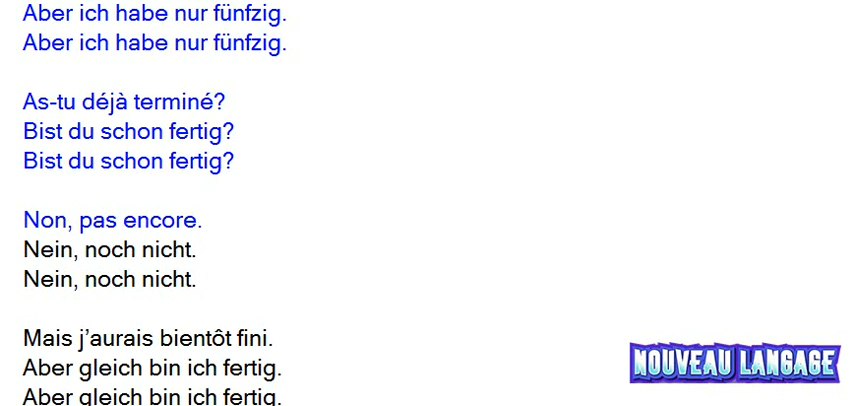 Aber ich habe nur fünfzig.
Aber ich habe nur fünfzig.
As-tu déjà terminé?
Bist du schon fertig?
Bist du schon fertig?
Non, pas encore.
Nein, noch nicht.
Nein, noch nicht.
Mais j’aurais bientôt fini.
Aber gleich bin ich fertig.
Aber gleich bin ich fertig.
NOUVEAU LANGAGE